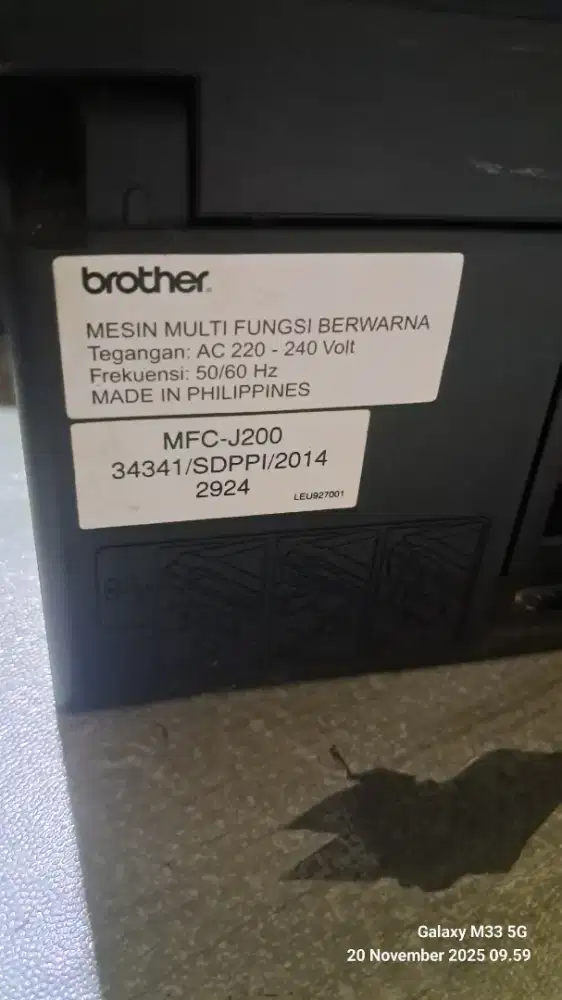 brother.
MESIN MULTI FUNGSI BERWARNA
Tegangan: AC 220 - 240 Volt
Frekuensi: 50/60 Hz
MADE IN PHILIPPINES
MFC-J200
34341/SDPPI/2014
2924
LEU927001
Galaxy M33 5G
20 November 2025 09.59